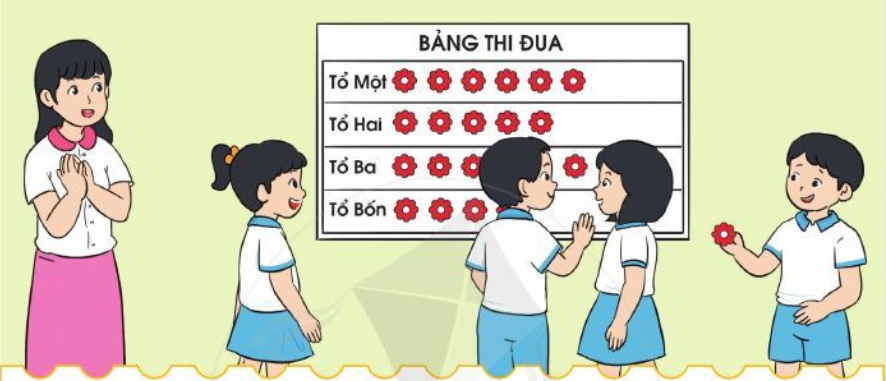 BẢNG THI ĐUA
Tổ Một
Tổ Hai
Tổ Ba
Tổ Bốn